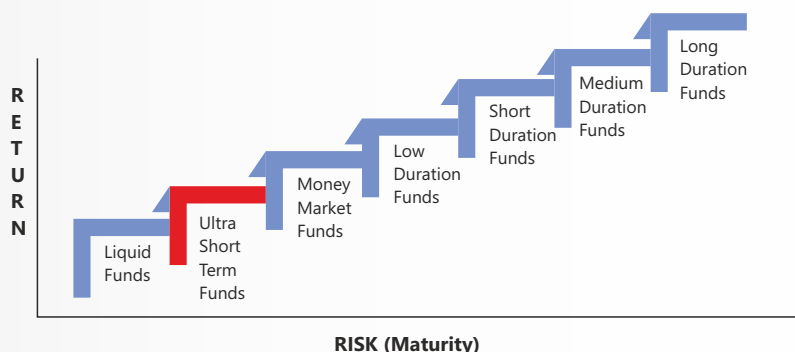 RETURN
Liquid
Funds
Ultra
Short
Term
Funds
Money
Market
Funds
Low
Duration
Funds
Short
Duration
Funds
Medium
Duration
Funds
Long
Duration
Funds
RISK (Maturity)